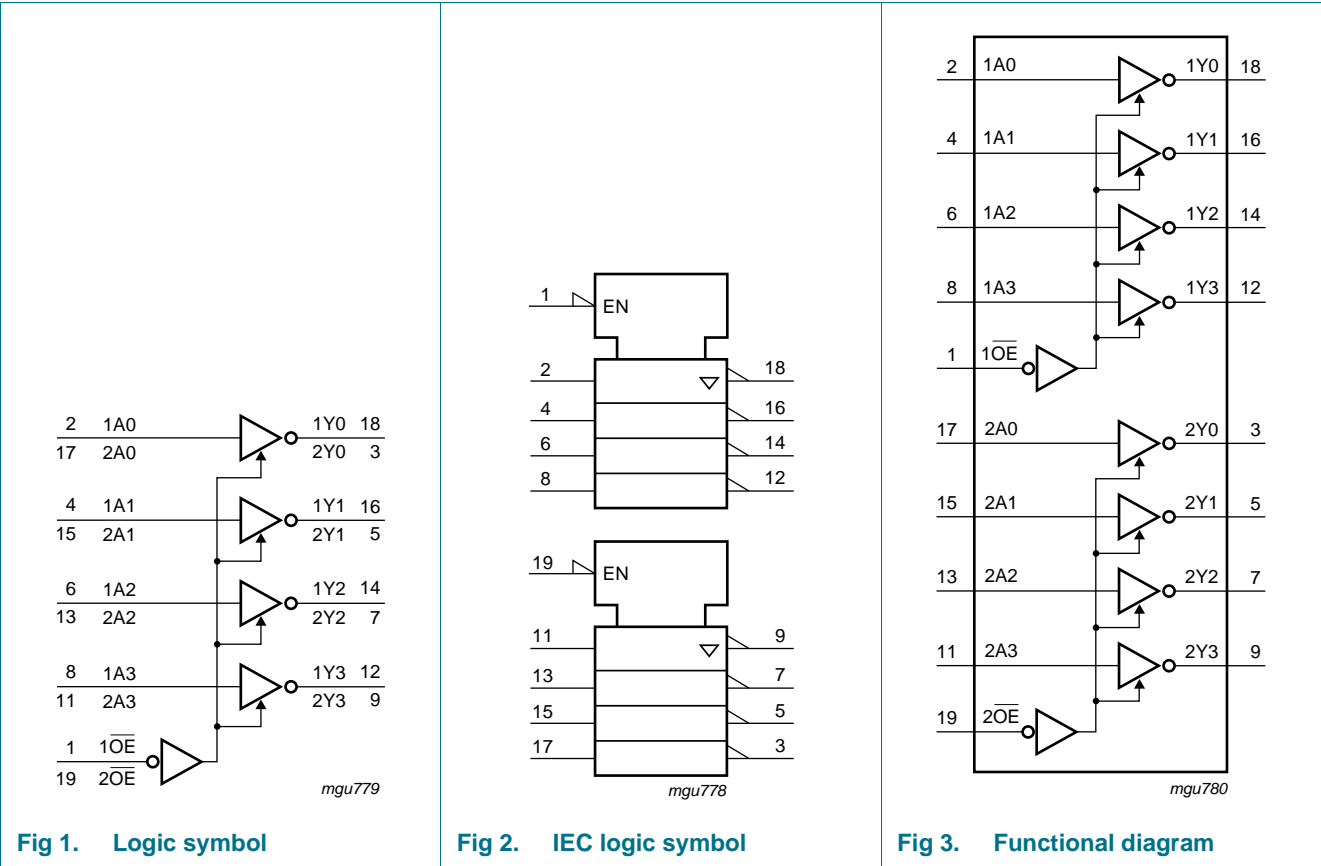 2 1A0 1Y0 18
17 2A0 2Y0 3
4 1A1 1Y1 16
15 2A1 2Y1 5
6 1A2 1Y2 14
13 2A2 2Y2 7
8 1A3 1Y3 12
11 2A3 2Y3 9
1 1O̅E̅
19 2O̅E̅
mgu779
Fig 1. Logic symbol
1 EN
2 18
4 16
6 14
8 12
19 EN
11 9
13 7
15 5
17 3
mgu778
Fig 2. IEC logic symbol
2 1A0 1Y0 18
4 1A1 1Y1 16
6 1A2 1Y2 14
8 1A3 1Y3 12
1 1O̅E̅
17 2A0 2Y0 3
15 2A1 2Y1 5
13 2A2 2Y2 7
11 2A3 2Y3 9
19 2O̅E̅
mgu780
Fig 3. Functional diagram